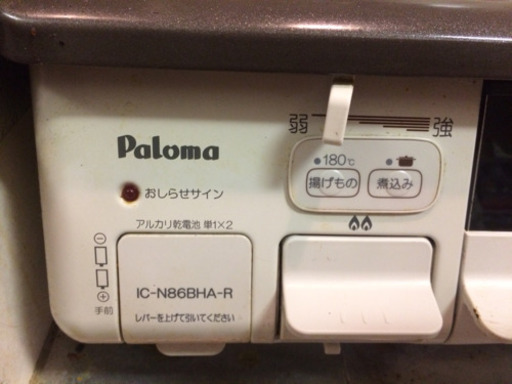 弱 強
Paloma
180℃
揚げもの 煮込み
おしらせサイン
アルカリ乾電池 単1×2
⊖
⊕
手前
IC-N86BHA-R
レバーを上げて引いてください